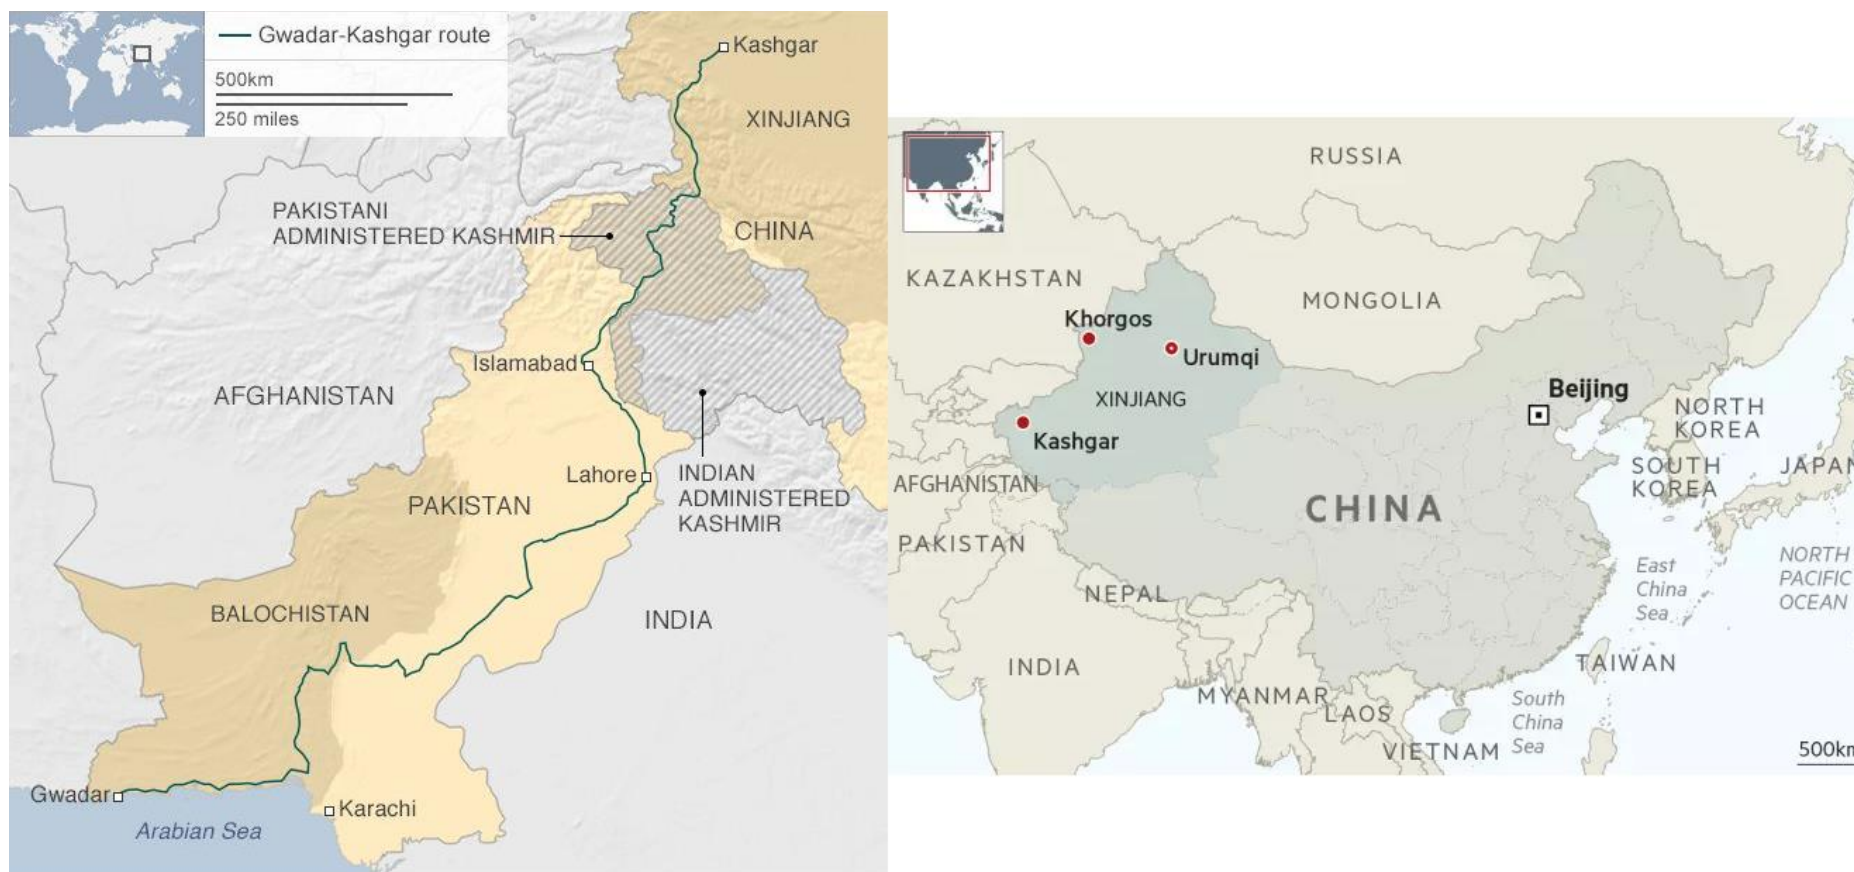 Gwadar-Kashgar route
500km
250 miles
Kashgar
XINJIANG
PAKISTANI
ADMINISTERED KASHMIR
CHINA
Islamabad
AFGHANISTAN
Lahore
INDIAN
ADMINISTERED
KASHMIR
PAKISTAN
BALOCHISTAN
INDIA
Gwadar
Karachi
Arabian Sea
RUSSIA
KAZAKHSTAN
MONGOLIA
Khorgos
Urumqi
XINJIANG
Beijing
NORTH
KOREA
Kashgar
SOUTH
KOREA
JAPAN
AFGHANISTAN
CHINA
PAKISTAN
East
China
Sea
NORTH
PACIFIC
OCEAN
NEPAL
INDIA
TAIWAN
MYANMAR
LAOS
South
China
Sea
VIETNAM
500km